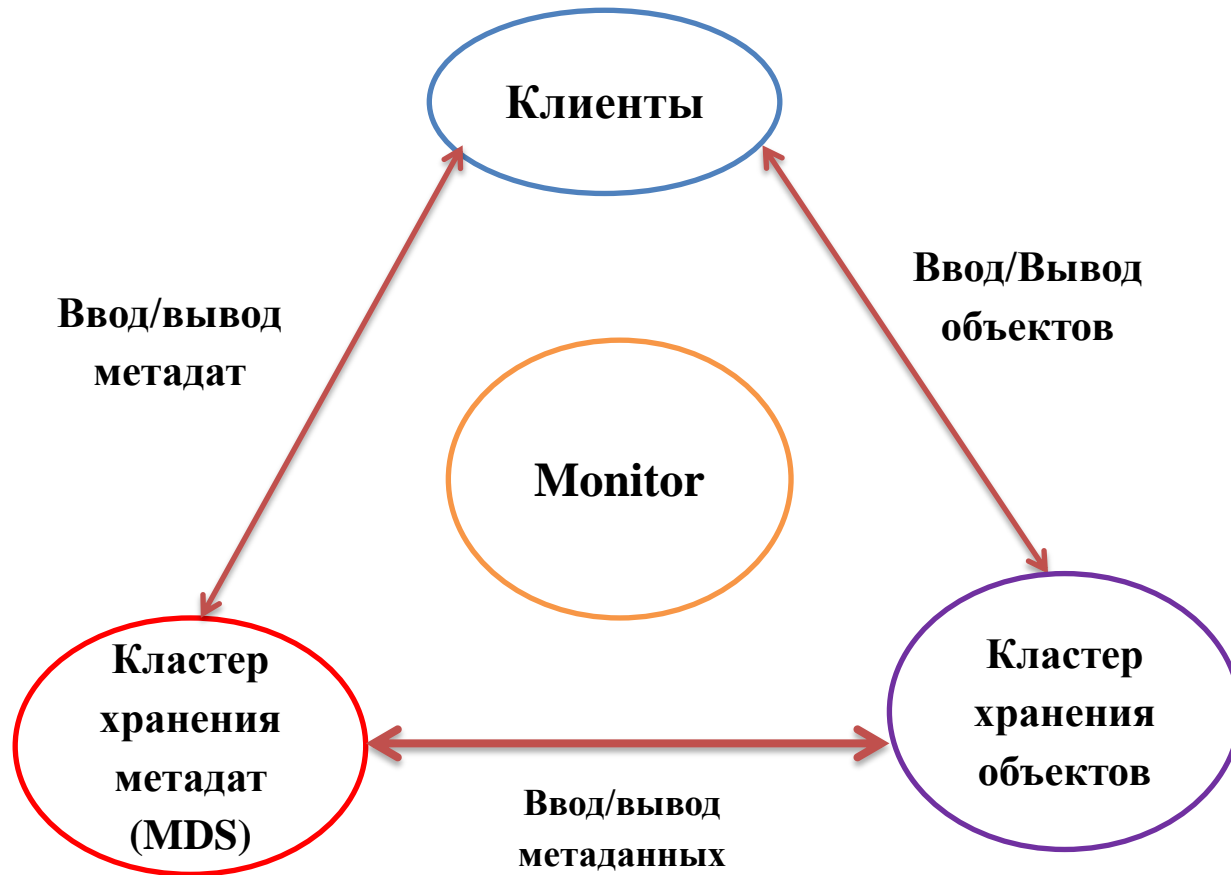 Клиенты
Ввод/вывод
метадат
Ввод/Вывод
объектов
Monitor
Кластер
хранения
метадат
(MDS)
Кластер
хранения
объектов
Ввод/вывод
метаданных